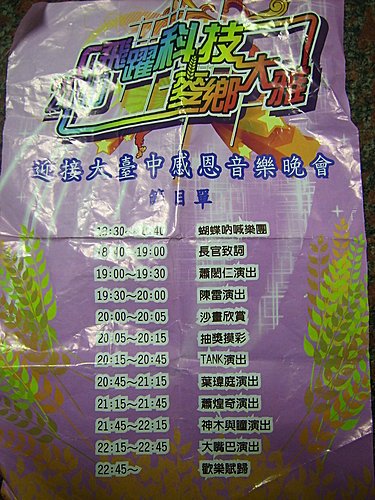 飛躍科技
麥鄉大雅
迎接大臺中感恩音樂晚會
節目單
蝴蝶吶喊樂團
18:40～19:00 長官致詞
19:00～19:30 蕭閎仁演出
19:30～20:00 陳雷演出
20:00～20:05 沙畫欣賞
20:05～20:15 抽獎摸彩
20:15～20:45 TANK演出
20:45～21:15 葉瑋庭演出
21:15～21:45 蕭煌奇演出
21:45～22:15 神木與瞳演出
22:15～22:45 大嘴巴演出
22:45～ 歡樂賦歸